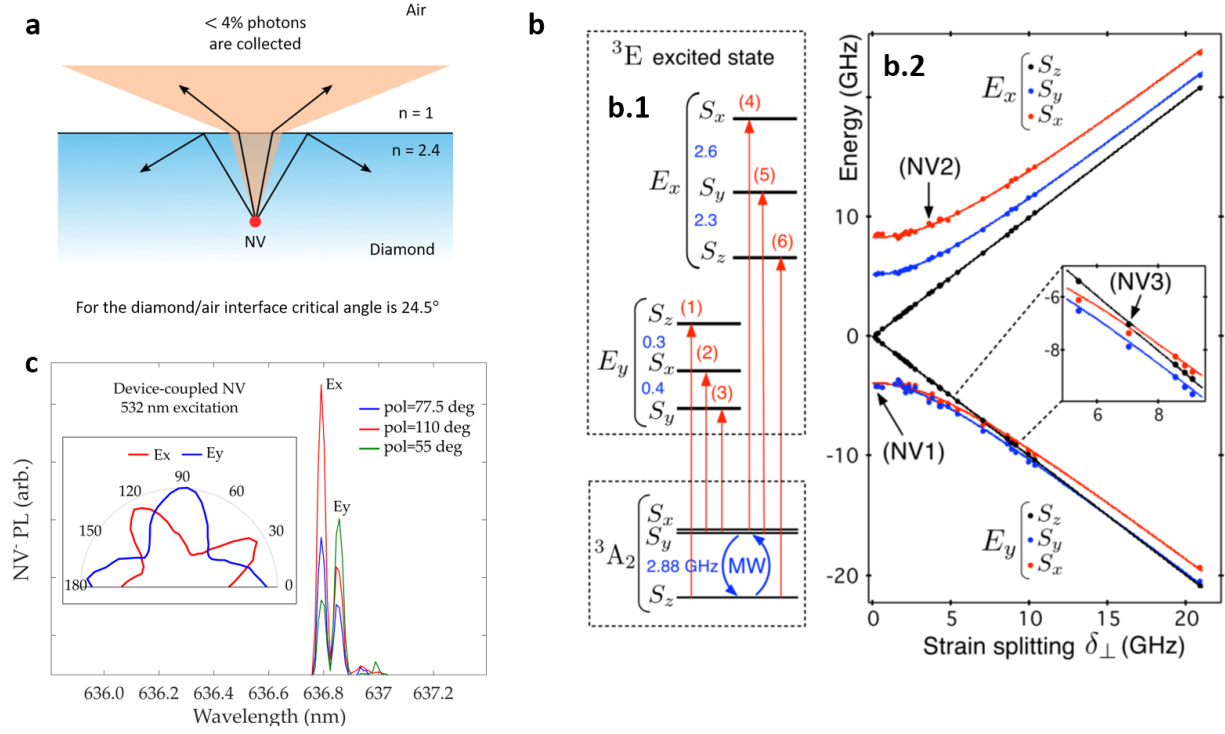 a
< 4% photons
are collected
Air
n = 1
n = 2.4
NV
Diamond
For the diamond/air interface critical angle is 24.5°
b
³E excited state
b.1
Sx (4)
2.6
Ex
Sy (5)
2.3
Sz (6)
Sz (1)
0.3
Ey
Sx (2)
0.4
Sy (3)
³A2
Sx
Sy
2.88 GHz
MW
Sz
b.2
Energy (GHz)
20
10
0
-10
-20
Ex
Sz
Sy
Sx
(NV2)
(NV1)
(NV3)
-6
-8
6
8
Ey
Sz
Sy
Sx
0
5
10
15
20
Strain splitting δ⊥ (GHz)
c
Device-coupled NV
532 nm excitation
Ex
Ey
pol=77.5 deg
pol=110 deg
pol=55 deg
Ex Ey
90
120
60
150
30
180
0
NV⁻ PL (arb.)
636.0 636.2 636.4 636.6 636.8 637 637.2
Wavelength (nm)